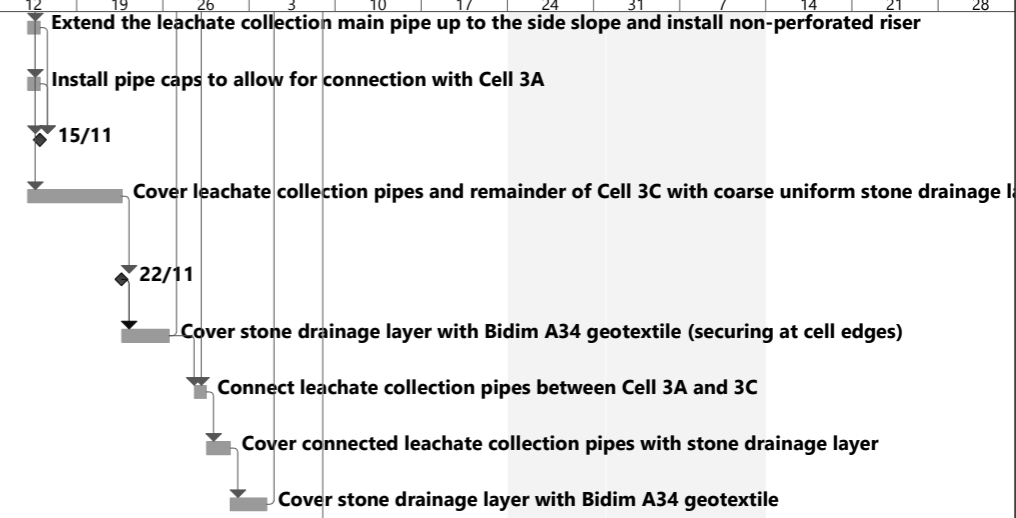 12 19 26 3 10 17 24 31 7 14 21 28
Extend the leachate collection main pipe up to the side slope and install non-perforated riser
Install pipe caps to allow for connection with Cell 3A
15/11
Cover leachate collection pipes and remainder of Cell 3C with coarse uniform stone drainage
22/11
Cover stone drainage layer with Bidim A34 geotextile (securing at cell edges)
Connect leachate collection pipes between Cell 3A and 3C
Cover connected leachate collection pipes with stone drainage layer
Cover stone drainage layer with Bidim A34 geotextile